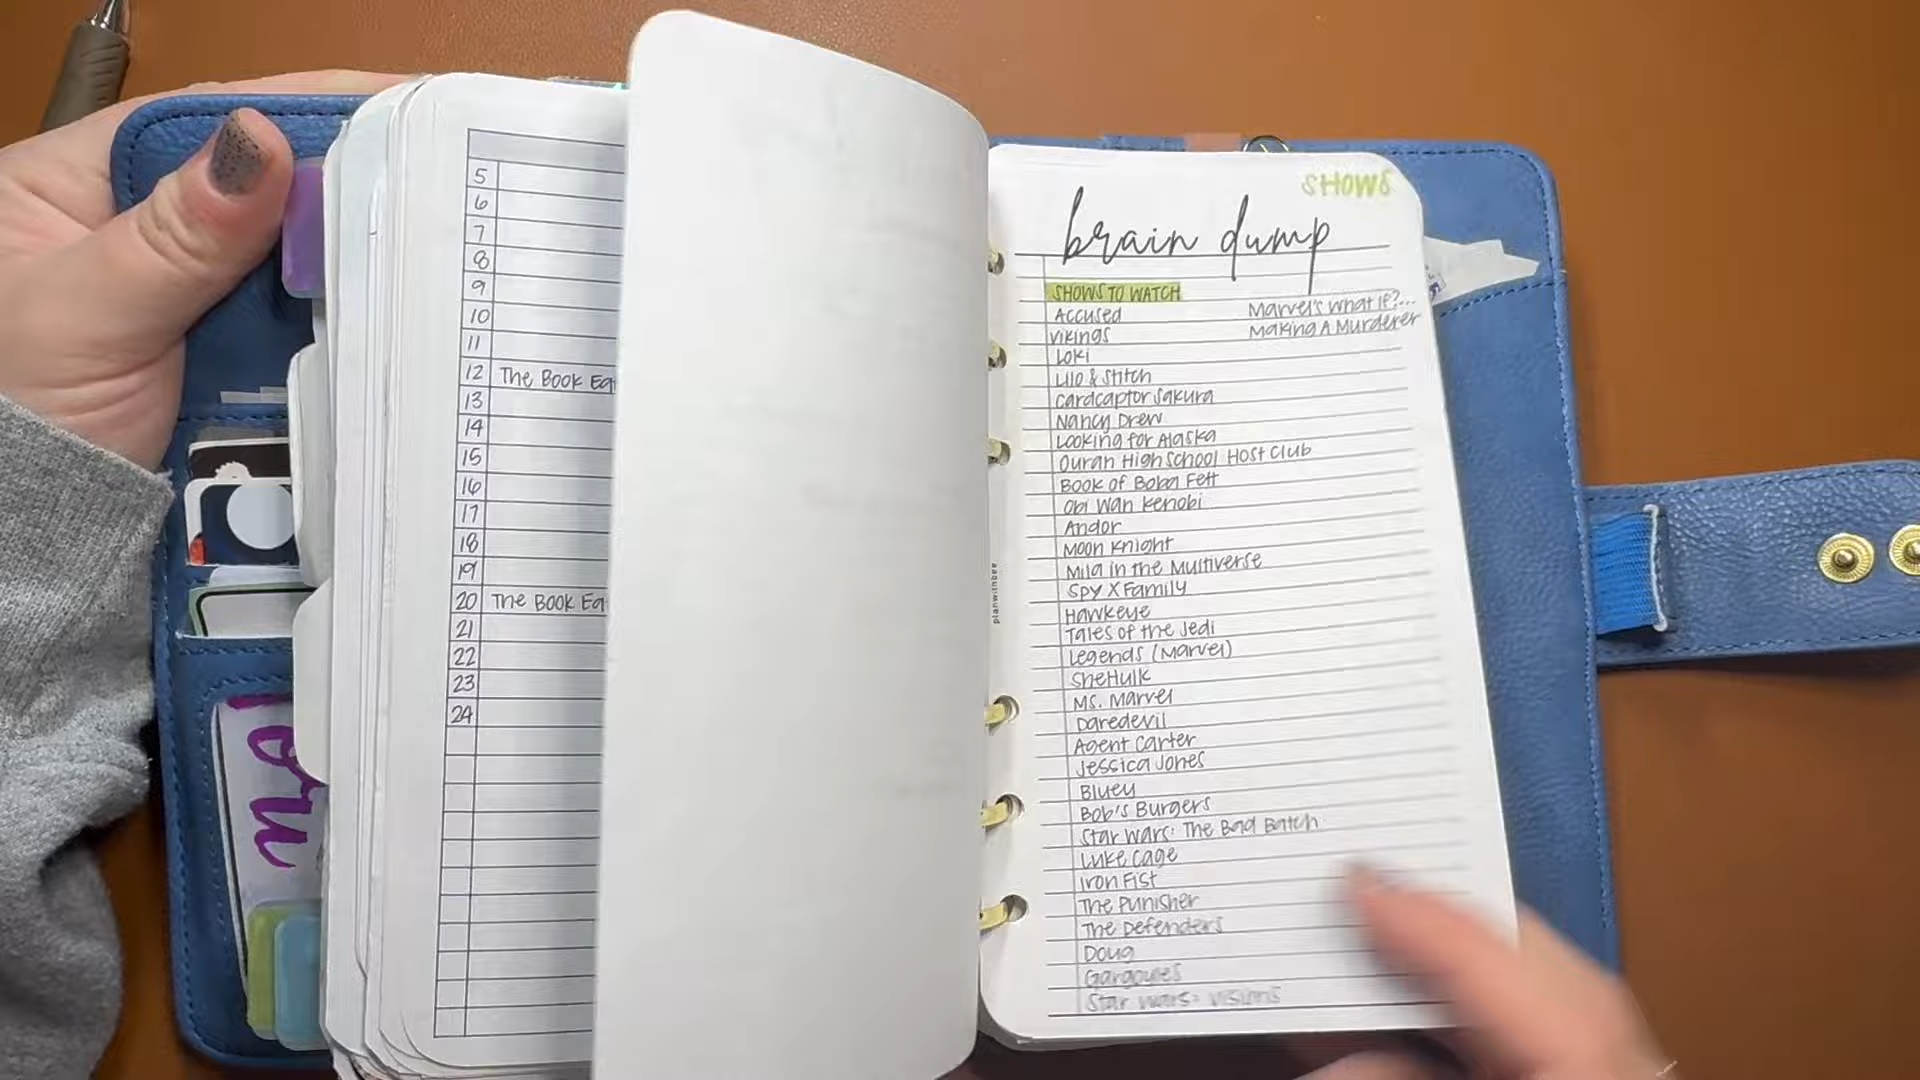 5
6
7
8
9
10
11
12 The Book Ea
13
14
15
16
17
18
19
20 The Book Ea
21
22
23
24
SHOWS
brain dump
SHOWS TO WATCH
Accused
Marvel's What If?...
Vikings
Making A Murderer
Loki
Lilo & Stitch
Cardcaptor Sakura
Nancy Drew
Looking for Alaska
Ouran High School Host Club
Book of Boba Fett
Obi Wan Kenobi
Andor
Moon Knight
Mila in the Multiverse
Spy X Family
Hawkeye
Tales of the Jedi
Legends (Marvel)
SheHulk
Ms. Marvel
Daredevil
Agent Carter
Jessica Jones
Bluey
Bob's Burgers
Star Wars: The Bad Batch
Luke Cage
Iron Fist
The Punisher
The Defenders
Doug
Gargoyles
Star Wars: Visions
planwithbee